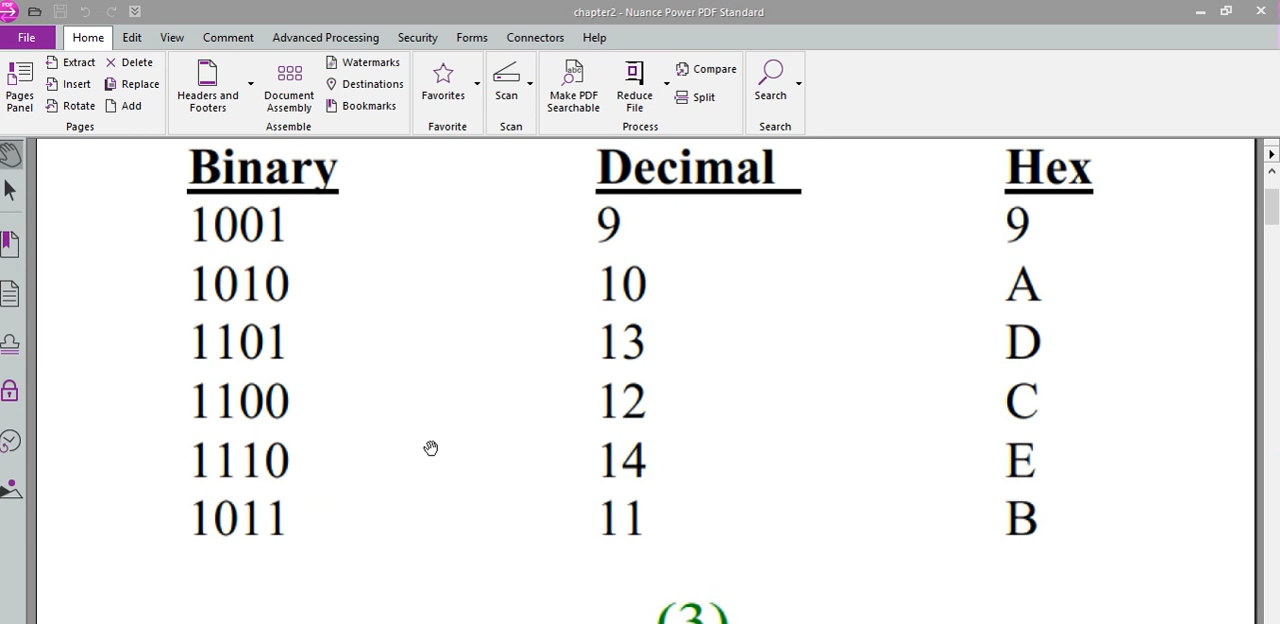 PDF
chapter2 - Nuance Power PDF Standard
File Home Edit View Comment Advanced Processing Security Forms Connectors Help
Pages Panel
Extract Delete
Insert Replace
Rotate Add
Pages
Headers and Footers
Document Assembly
Watermarks
Destinations
Bookmarks
Assemble
Favorites
Favorite
Scan
Scan
abc
Make PDF Searchable
Reduce File
Compare
Split
Process
Search
Search
Binary Decimal Hex
1001 9 9
1010 10 A
1101 13 D
1100 12 C
1110 14 E
1011 11 B
(3)